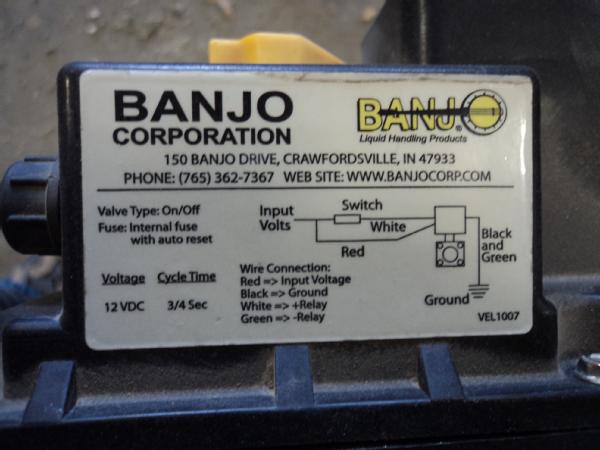 BANJO
CORPORATION
BANJO®
Liquid Handling Products
150 BANJO DRIVE, CRAWFORDSVILLE, IN 47933
PHONE: (765) 362-7367 WEB SITE: WWW.BANJOCORP.COM
Valve Type: On/Off
Fuse: Internal fuse
with auto reset
Voltage Cycle Time
12 VDC 3/4 Sec
Input
Volts
Switch
White
Red
Black
and
Green
Ground
Wire Connection:
Red => Input Voltage
Black => Ground
White => +Relay
Green => -Relay
VEL1007